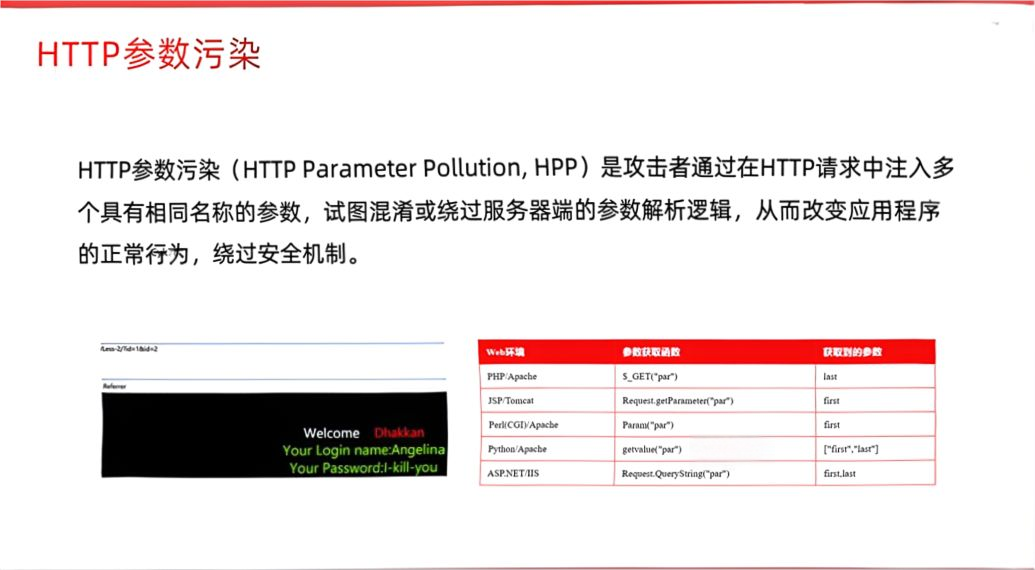 HTTP参数污染
HTTP参数污染（HTTP Parameter Pollution, HPP）是攻击者通过在HTTP请求中注入多
个具有相同名称的参数，试图混淆或绕过服务器端的参数解析逻辑，从而改变应用程序
的正常行为，绕过安全机制。
/Less-2/?id=1&id=2
Referrer
Welcome Dhakkan
Your Login name:Angelina
Your Password:I-kill-you
Web环境 参数获取函数 获取到的参数
PHP/Apache $_GET("par") last
JSP/Tomcat Request.getParameter("par") first
Perl(CGI)/Apache Param("par") first
Python/Apache getvalue("par") ["first","last"]
ASP.NET/IIS Request.QueryString("par") first,last